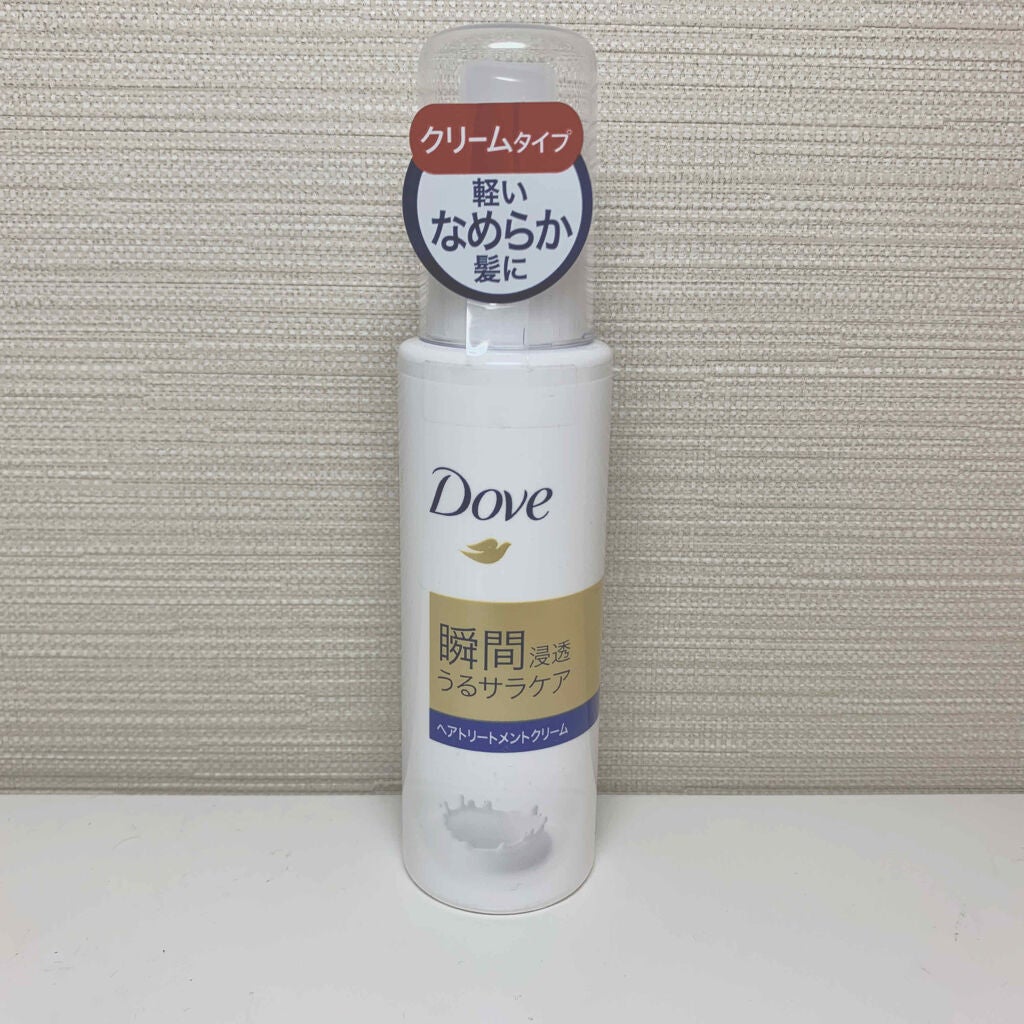 クリームタイプ
軽い
なめらか
髪に
Dove
瞬間浸透
うるサラケア
ヘアトリートメントクリーム